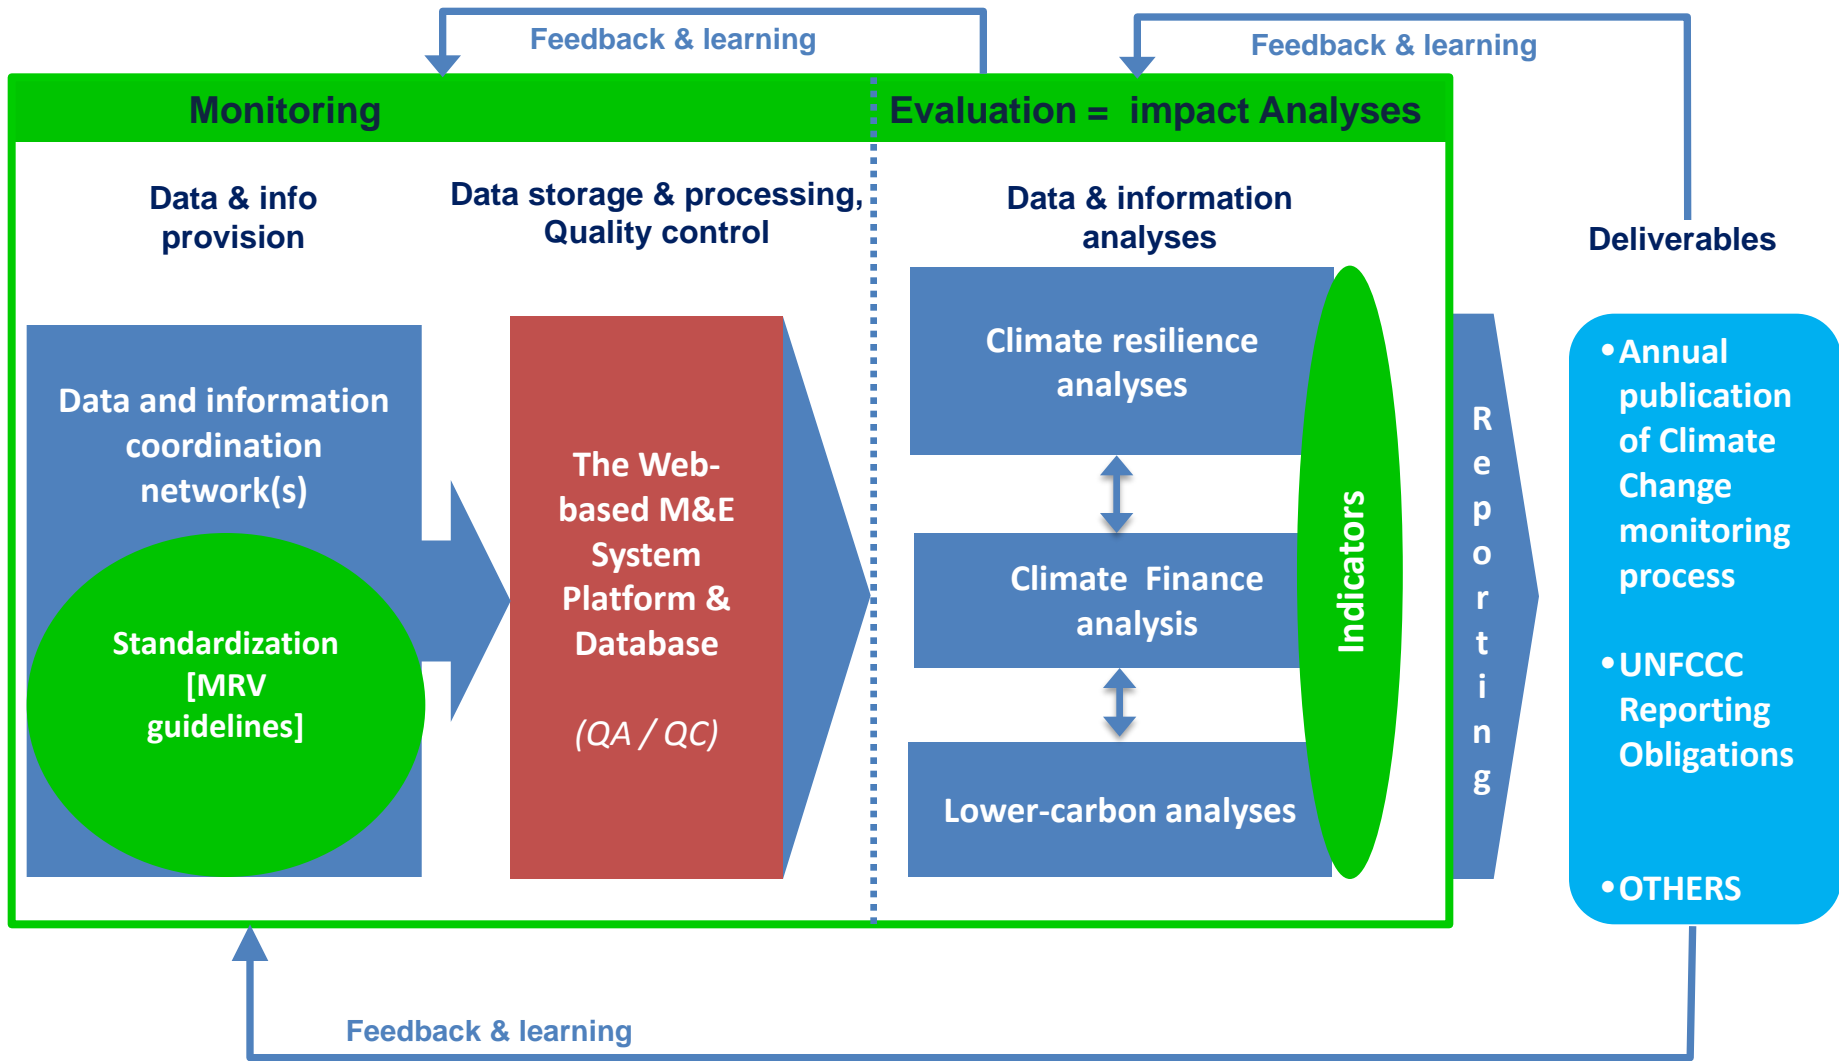 Feedback & learning
Feedback & learning
Monitoring
Evaluation = impact Analyses
Data & info
provision
Data storage & processing,
Quality control
Data & information
analyses
Deliverables
Data and information
coordination
network(s)
Standardization
[MRV
guidelines]
The Web-
based M&E
System
Platform &
Database
(QA / QC)
Climate resilience
analyses
Climate Finance
analysis
Lower-carbon analyses
Indicators
Reporting
•Annual
publication
of Climate
Change
monitoring
process
•UNFCCC
Reporting
Obligations
•OTHERS
Feedback & learning